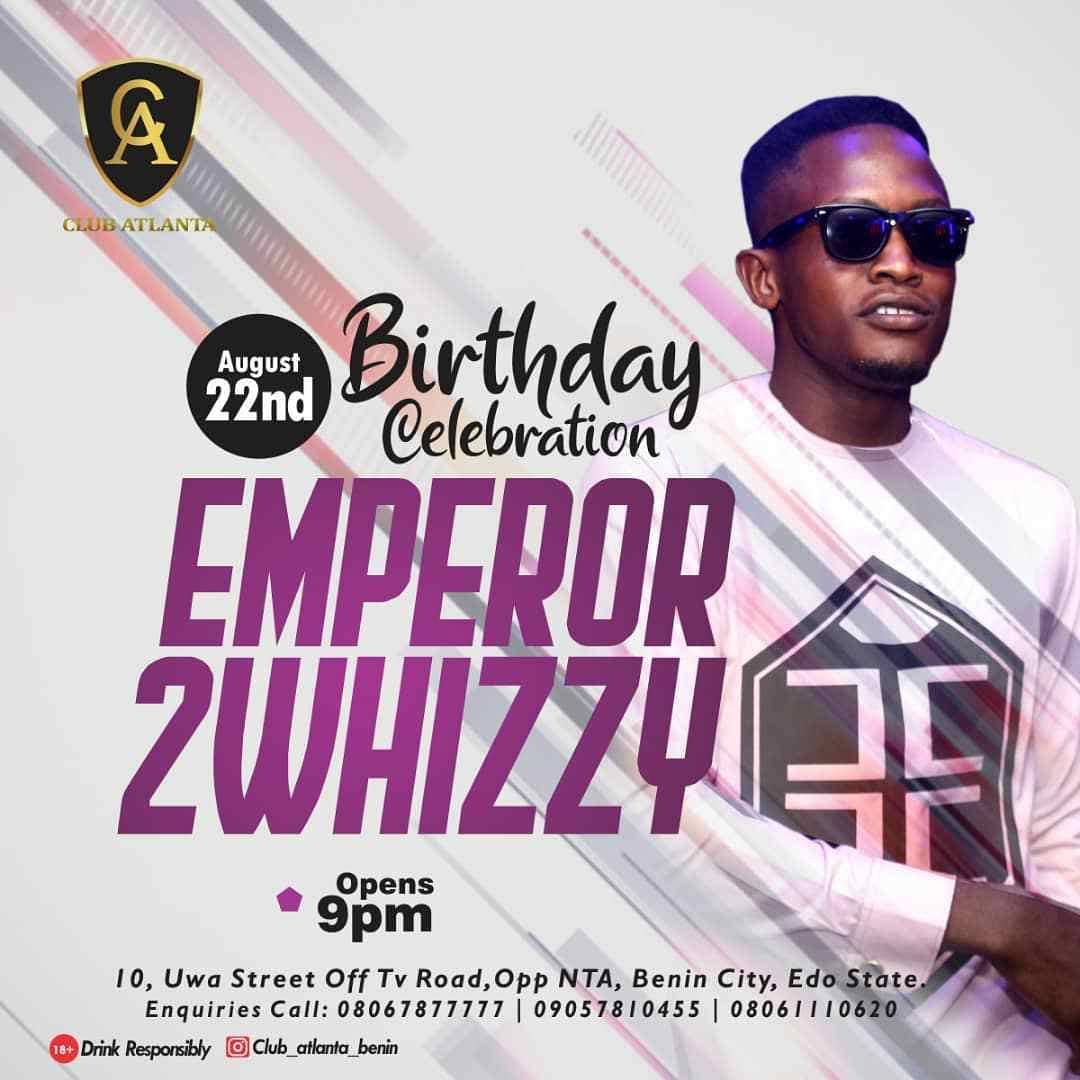 CA
CLUB ATLANTA
August
22nd
Birthday
Celebration
EMPEROR
2WHIZZY
Opens
9pm
10, Uwa Street Off Tv Road,Opp NTA, Benin City, Edo State.
Enquiries Call: 08067877777 | 09057810455 | 08061110620
18+ Drink Responsibly Club_atlanta_benin